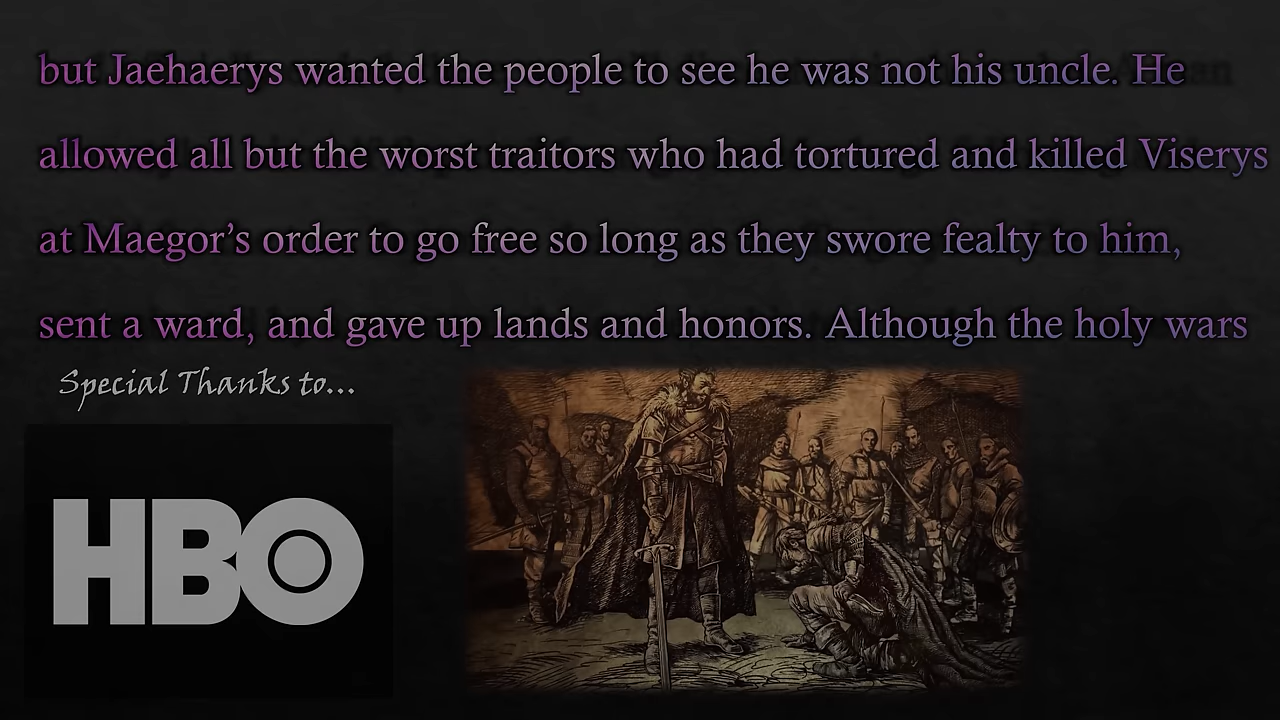 but Jaehaerys wanted the people to see he was not his uncle. He
allowed all but the worst traitors who had tortured and killed Viserys
at Maegor’s order to go free so long as they swore fealty to him,
sent a ward, and gave up lands and honors. Although the holy wars
Special Thanks to...
HBO